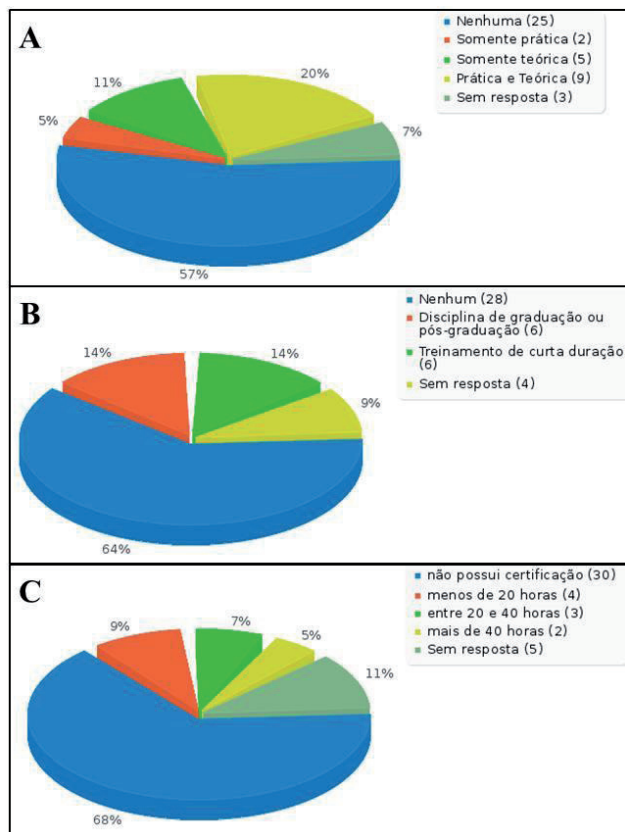 A
Nenhuma (25)
Somente prática (2)
Somente teórica (5)
Prática e Teórica (9)
Sem resposta (3)
20%
11%
5%
7%
57%
B
Nenhum (28)
Disciplina de graduação ou
pós-graduação (6)
Treinamento de curta duração
(6)
Sem resposta (4)
14%
14%
9%
64%
C
não possui certificação (30)
menos de 20 horas (4)
entre 20 e 40 horas (3)
mais de 40 horas (2)
Sem resposta (5)
9%
7%
5%
11%
68%